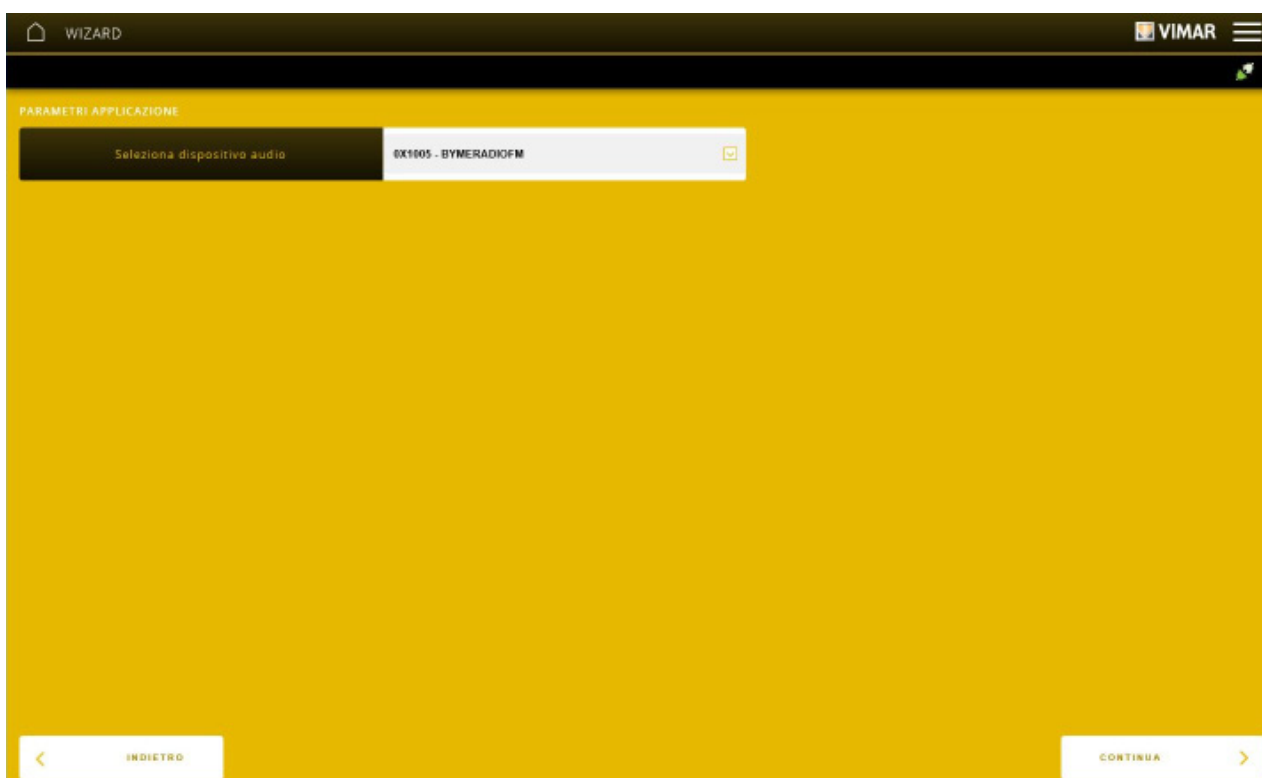 WIZARD
VIMAR
PARAMETRI APPLICAZIONE
Seleziona dispositivo audio
0X1005 - BYMERADIOFM
INDIETRO
CONTINUA